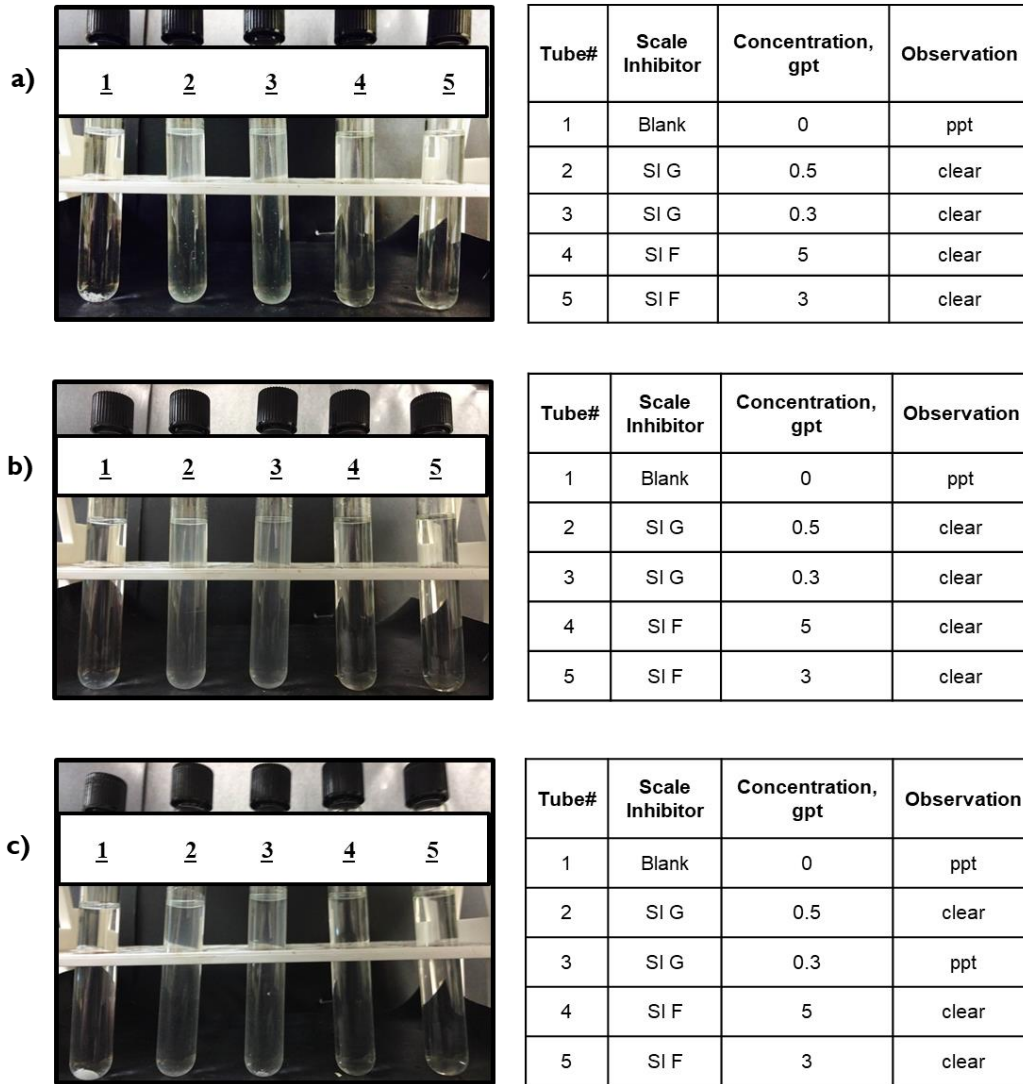 a)
1 2 3 4 5
Tube# Scale Inhibitor Concentration, gpt Observation
1 Blank 0 ppt
2 SI G 0.5 clear
3 SI G 0.3 clear
4 SI F 5 clear
5 SI F 3 clear
b)
1 2 3 4 5
Tube# Scale Inhibitor Concentration, gpt Observation
1 Blank 0 ppt
2 SI G 0.5 clear
3 SI G 0.3 clear
4 SI F 5 clear
5 SI F 3 clear
c)
1 2 3 4 5
Tube# Scale Inhibitor Concentration, gpt Observation
1 Blank 0 ppt
2 SI G 0.5 clear
3 SI G 0.3 ppt
4 SI F 5 clear
5 SI F 3 clear